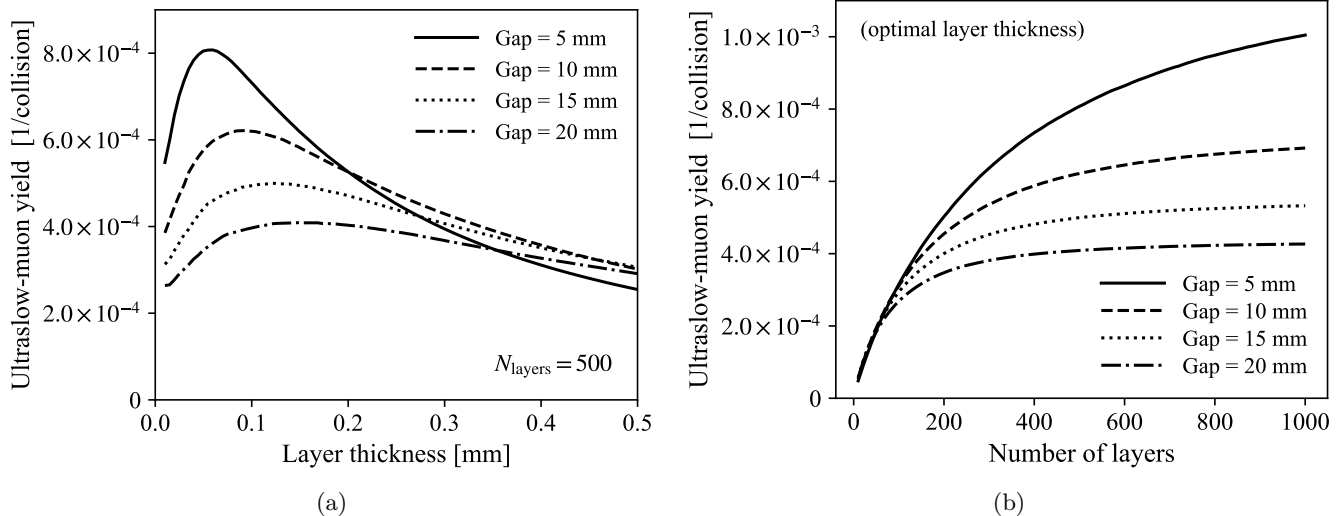 Ultraslow-muon yield [1/collision]
8.0×10⁻⁴
6.0×10⁻⁴
4.0×10⁻⁴
2.0×10⁻⁴
0
0.0 0.1 0.2 0.3 0.4 0.5
Layer thickness [mm]
Gap = 5 mm
Gap = 10 mm
Gap = 15 mm
Gap = 20 mm
N_layers = 500
(a)
Ultraslow-muon yield [1/collision]
1.0×10⁻³
8.0×10⁻⁴
6.0×10⁻⁴
4.0×10⁻⁴
2.0×10⁻⁴
0
0 200 400 600 800 1000
Number of layers
(optimal layer thickness)
Gap = 5 mm
Gap = 10 mm
Gap = 15 mm
Gap = 20 mm
(b)